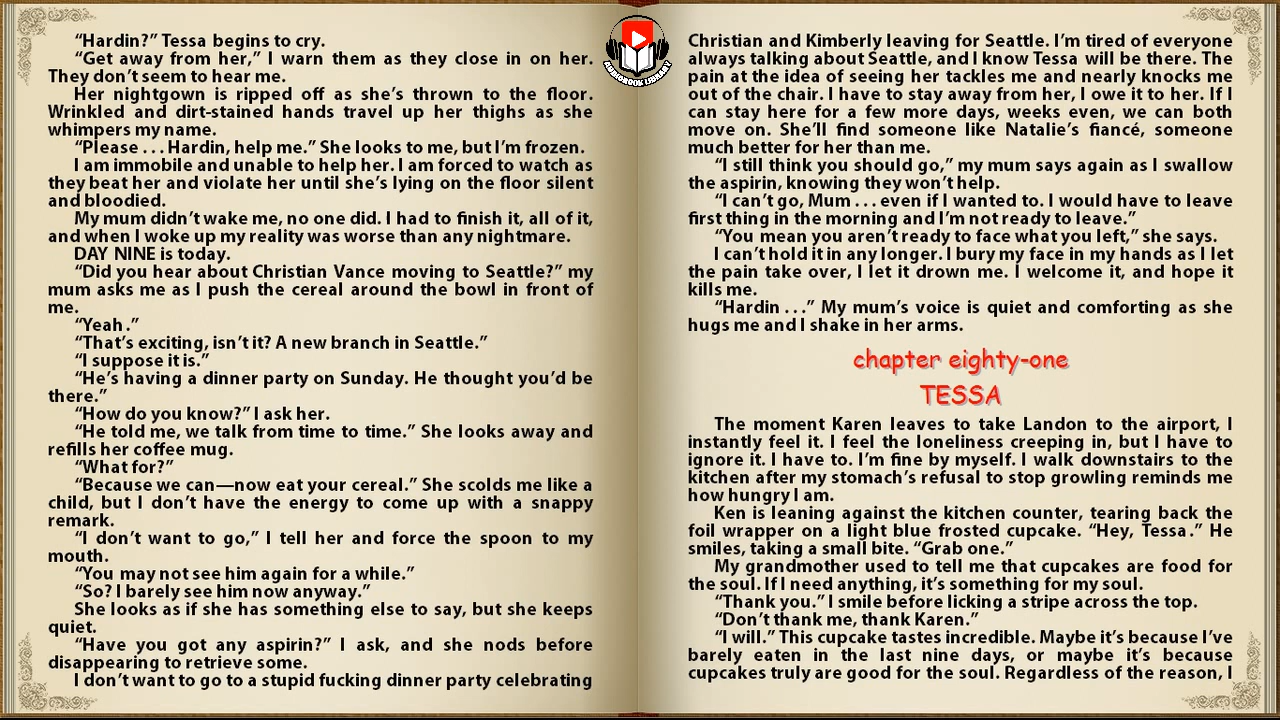 “Hardin?” Tessa begins to cry.
“Get away from her,” I warn them as they close in on her.
They don’t seem to hear me.
Her nightgown is ripped off as she’s thrown to the floor.
Wrinkled and dirt-stained hands travel up her thighs as she
whimpers my name.
“Please . . . Hardin, help me.” She looks to me, but I’m frozen.
I am immobile and unable to help her. I am forced to watch as
they beat her and violate her until she’s lying on the floor silent
and bloodied.
My mum didn’t wake me, no one did. I had to finish it, all of it,
and when I woke up my reality was worse than any nightmare.
DAY NINE is today.
“Did you hear about Christian Vance moving to Seattle?” my
mum asks me as I push the cereal around the bowl in front of
me.
“Yeah .”
“That’s exciting, isn’t it? A new branch in Seattle.”
“I suppose it is.”
“He’s having a dinner party on Sunday. He thought you’d be
there.”
“How do you know?” I ask her.
“He told me, we talk from time to time.” She looks away and
refills her coffee mug.
“What for?”
“Because we can—now eat your cereal.” She scolds me like a
child, but I don’t have the energy to come up with a snappy
remark.
“I don’t want to go,” I tell her and force the spoon to my
mouth.
“You may not see him again for a while.”
“So? I barely see him now anyway.”
She looks as if she has something else to say, but she keeps
quiet.
“Have you got any aspirin?” I ask, and she nods before
disappearing to retrieve some.
I don’t want to go to a stupid fucking dinner party celebrating
AUDIOBOOK LIBRARY
Christian and Kimberly leaving for Seattle. I’m tired of everyone
always talking about Seattle, and I know Tessa will be there. The
pain at the idea of seeing her tackles me and nearly knocks me
out of the chair. I have to stay away from her, I owe it to her. If I
can stay here for a few more days, weeks even, we can both
move on. She’ll find someone like Natalie’s fiancé, someone
much better for her than me.
“I still think you should go,” my mum says again as I swallow
the aspirin, knowing they won’t help.
“I can’t go, Mum . . . even if I wanted to. I would have to leave
first thing in the morning and I’m not ready to leave.”
“You mean you aren’t ready to face what you left,” she says.
I can’t hold it in any longer. I bury my face in my hands as I let
the pain take over, I let it drown me. I welcome it, and hope it
kills me.
“Hardin . . .” My mum’s voice is quiet and comforting as she
hugs me and I shake in her arms.
chapter eighty-one
TESSA
The moment Karen leaves to take Landon to the airport, I
instantly feel it. I feel the loneliness creeping in, but I have to
ignore it. I have to. I’m fine by myself. I walk downstairs to the
kitchen after my stomach’s refusal to stop growling reminds me
how hungry I am.
Ken is leaning against the kitchen counter, tearing back the
foil wrapper on a light blue frosted cupcake. “Hey, Tessa .” He
smiles, taking a small bite. “Grab one.”
My grandmother used to tell me that cupcakes are food for
the soul. If I need anything, it’s something for my soul.
“Thank you.” I smile before licking a stripe across the top.
“Don’t thank me, thank Karen.”
“I will.” This cupcake tastes incredible. Maybe it’s because I’ve
barely eaten in the last nine days, or maybe it’s because
cupcakes truly are good for the soul. Regardless of the reason, I